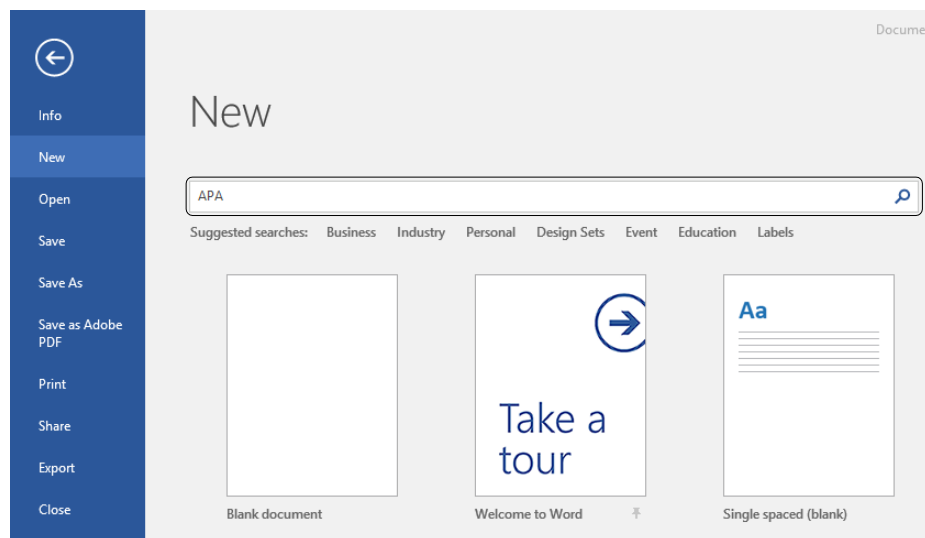 Docume
Info
New
Open
Save
Save As
Save as Adobe
PDF
Print
Share
Export
Close
New
APA
Suggested searches: Business Industry Personal Design Sets Event Education Labels
Take a
tour
Aa
Blank document
Welcome to Word
Single spaced (blank)